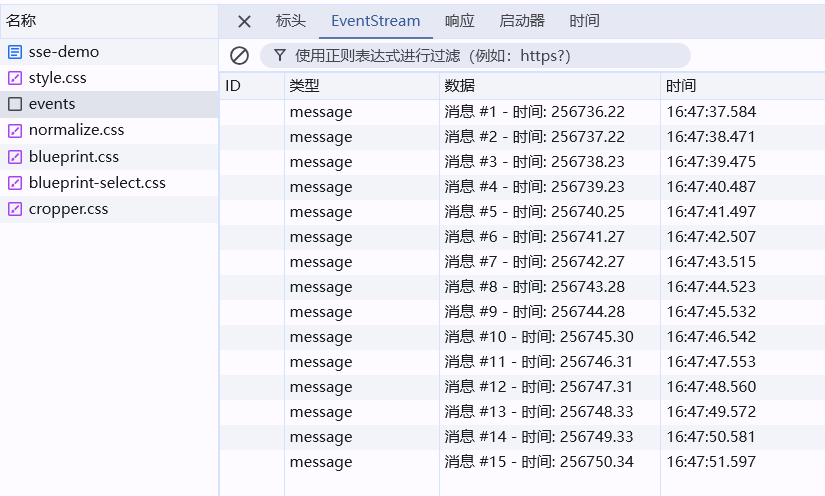 名称
sse-demo
style.css
events
normalize.css
blueprint.css
blueprint-select.css
cropper.css
标头 EventStream 响应 启动器 时间
使用正则表达式进行过滤（例如：https?）
ID 类型 数据 时间
message 消息 #1 - 时间: 256736.22 16:47:37.584
message 消息 #2 - 时间: 256737.22 16:47:38.471
message 消息 #3 - 时间: 256738.23 16:47:39.475
message 消息 #4 - 时间: 256739.23 16:47:40.487
message 消息 #5 - 时间: 256740.25 16:47:41.497
message 消息 #6 - 时间: 256741.27 16:47:42.507
message 消息 #7 - 时间: 256742.27 16:47:43.515
message 消息 #8 - 时间: 256743.28 16:47:44.523
message 消息 #9 - 时间: 256744.28 16:47:45.532
message 消息 #10 - 时间: 256745.30 16:47:46.542
message 消息 #11 - 时间: 256746.31 16:47:47.553
message 消息 #12 - 时间: 256747.31 16:47:48.560
message 消息 #13 - 时间: 256748.33 16:47:49.572
message 消息 #14 - 时间: 256749.33 16:47:50.581
message 消息 #15 - 时间: 256750.34 16:47:51.597